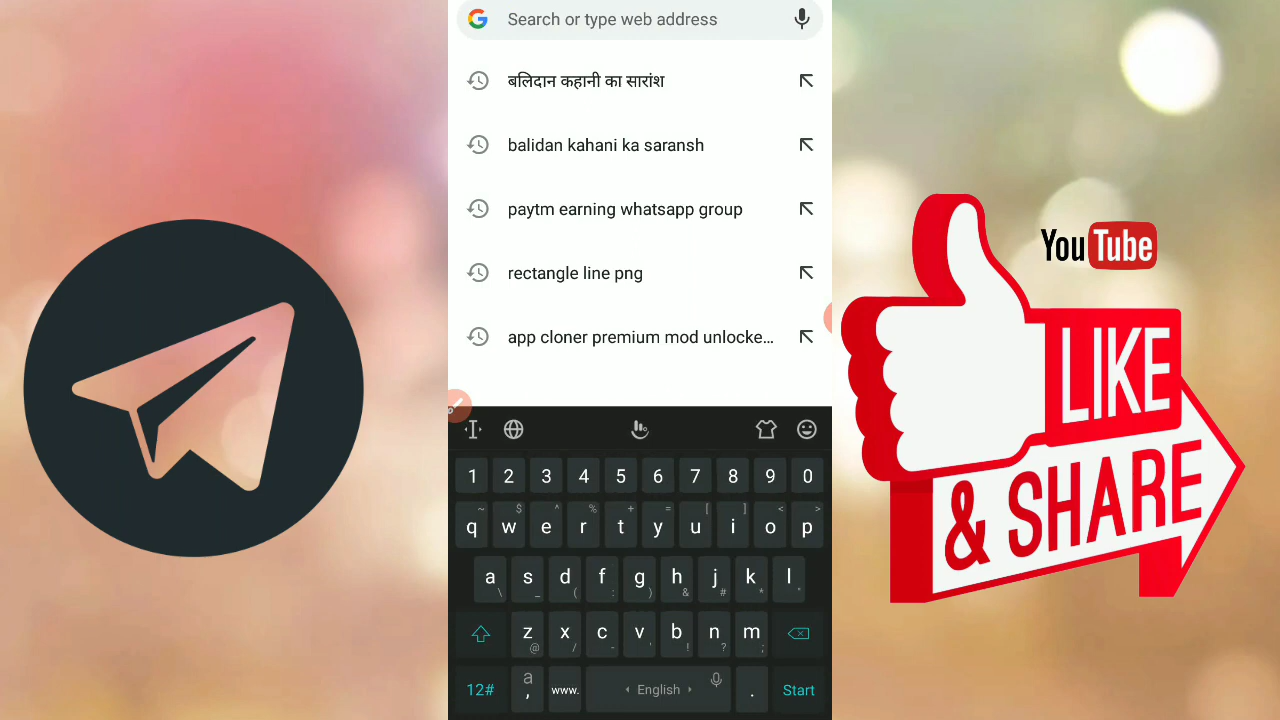 Search or type web address
बलिदान कहानी का सारांश
balidan kahani ka saransh
paytm earning whatsapp group
rectangle line png
app cloner premium mod unlocke...
1 2 3 4 5 6 7 8 9 0
~ $ ^ % + = [ ] < >
q w e r t y u i o p
a s d f g h j k l
\ _ ( : ) & # * "
z x c v b n m
@ / - ' ! ? ;
12# a , www. English . Start
YouTube
LIKE
& SHARE